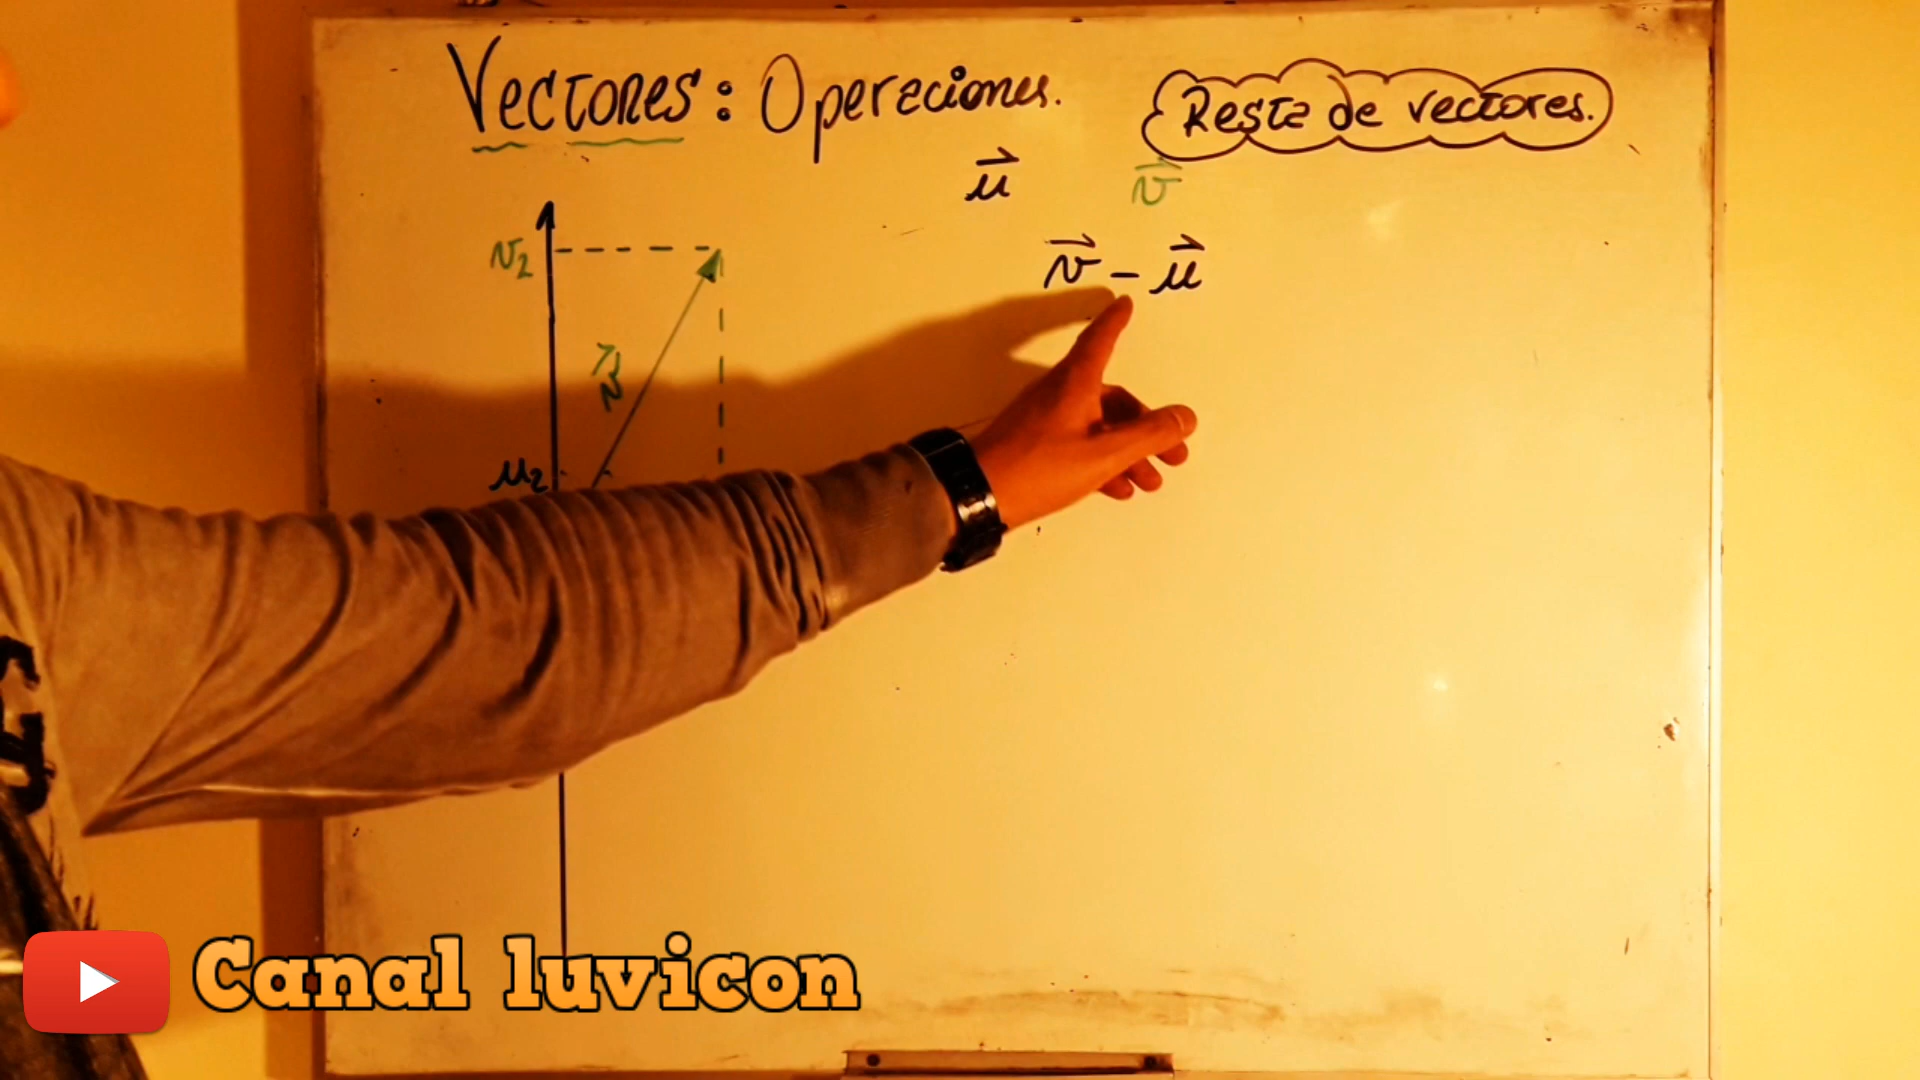 Vectores: Operaciones.
Resta de vectores.
u⃗
v⃗
v⃗ - u⃗
v₂
v⃗
u₂
Canal luvicon